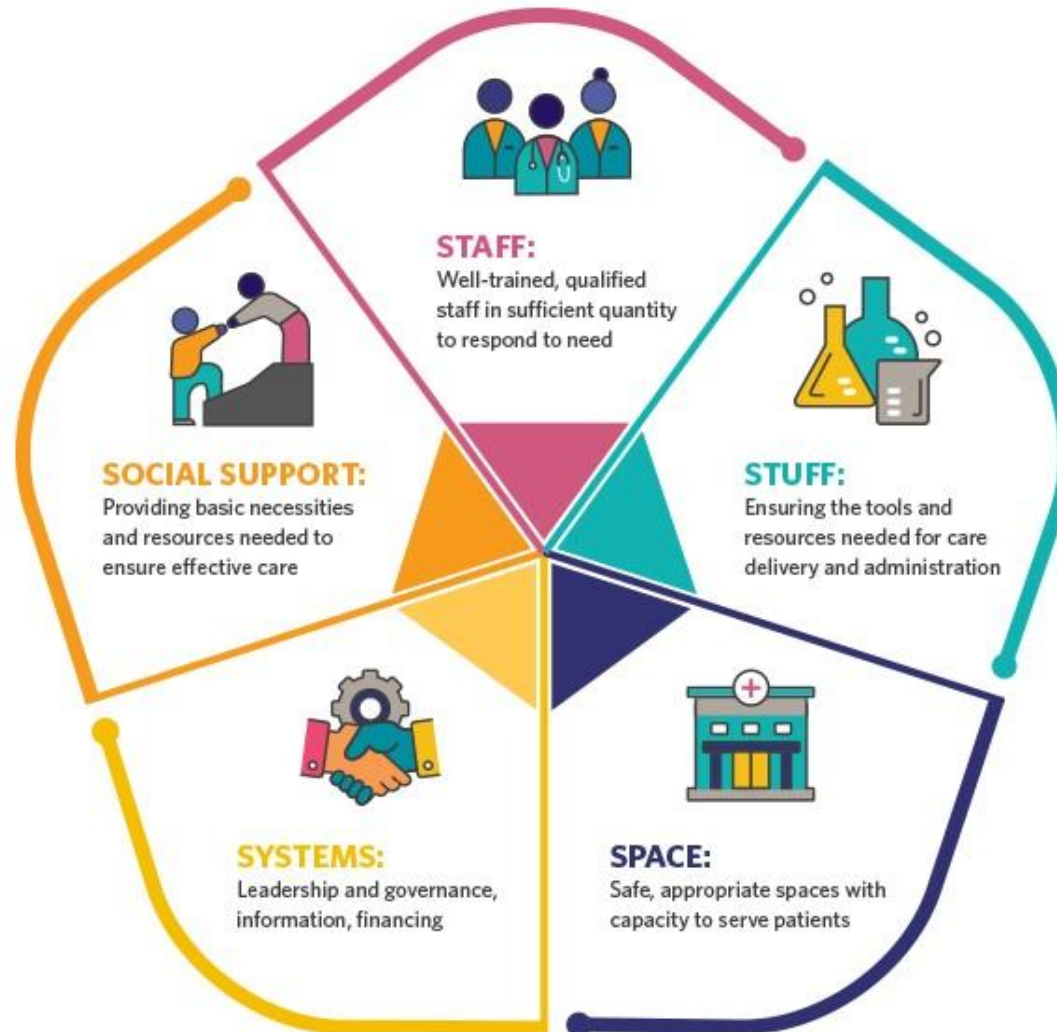 STAFF:
Well-trained, qualified
staff in sufficient quantity
to respond to need
STUFF:
Ensuring the tools and
resources needed for care
delivery and administration
SPACE:
Safe, appropriate spaces with
capacity to serve patients
SYSTEMS:
Leadership and governance,
information, financing
SOCIAL SUPPORT:
Providing basic necessities
and resources needed to
ensure effective care